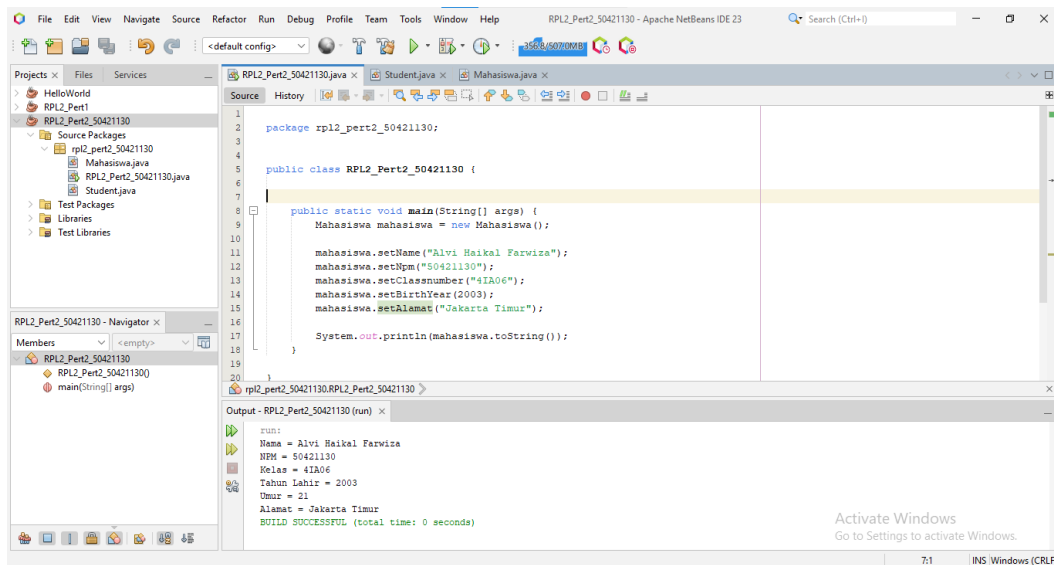 File Edit View Navigate Source Refactor Run Debug Profile Team Tools Window Help RPL2_Pert2_50421130 - Apache NetBeans IDE 23 Search (Ctrl+I)
<default config> 356.8/507.0MB
Projects Files Services
HelloWorld
RPL2_Pert1
RPL2_Pert2_50421130
Source Packages
rpl2_pert2_50421130
Mahasiswa.java
RPL2_Pert2_50421130.java
Student.java
Test Packages
Libraries
Test Libraries
RPL2_Pert2_50421130 - Navigator
Members <empty>
RPL2_Pert2_50421130
RPL2_Pert2_50421130()
main(String[] args)
RPL2_Pert2_50421130.java Student.java Mahasiswa.java
Source History
1
2 package rpl2_pert2_50421130;
3
4
5 public class RPL2_Pert2_50421130 {
6
7
8 public static void main(String[] args) {
9 Mahasiswa mahasiswa = new Mahasiswa();
10
11 mahasiswa.setName("Alvi Haikal Farwiza");
12 mahasiswa.setNpm("50421130");
13 mahasiswa.setClassnumber("4IA06");
14 mahasiswa.setBirthYear(2003);
15 mahasiswa.setAlamat("Jakarta Timur");
16
17 System.out.println(mahasiswa.toString());
18 }
19
20 }
rpl2_pert2_50421130.RPL2_Pert2_50421130
Output - RPL2_Pert2_50421130 (run)
run:
Nama = Alvi Haikal Farwiza
NPM = 50421130
Kelas = 4IA06
Tahun Lahir = 2003
Umur = 21
Alamat = Jakarta Timur
BUILD SUCCESSFUL (total time: 0 seconds)
Activate Windows
Go to Settings to activate Windows.
7:1 INS Windows (CRLF